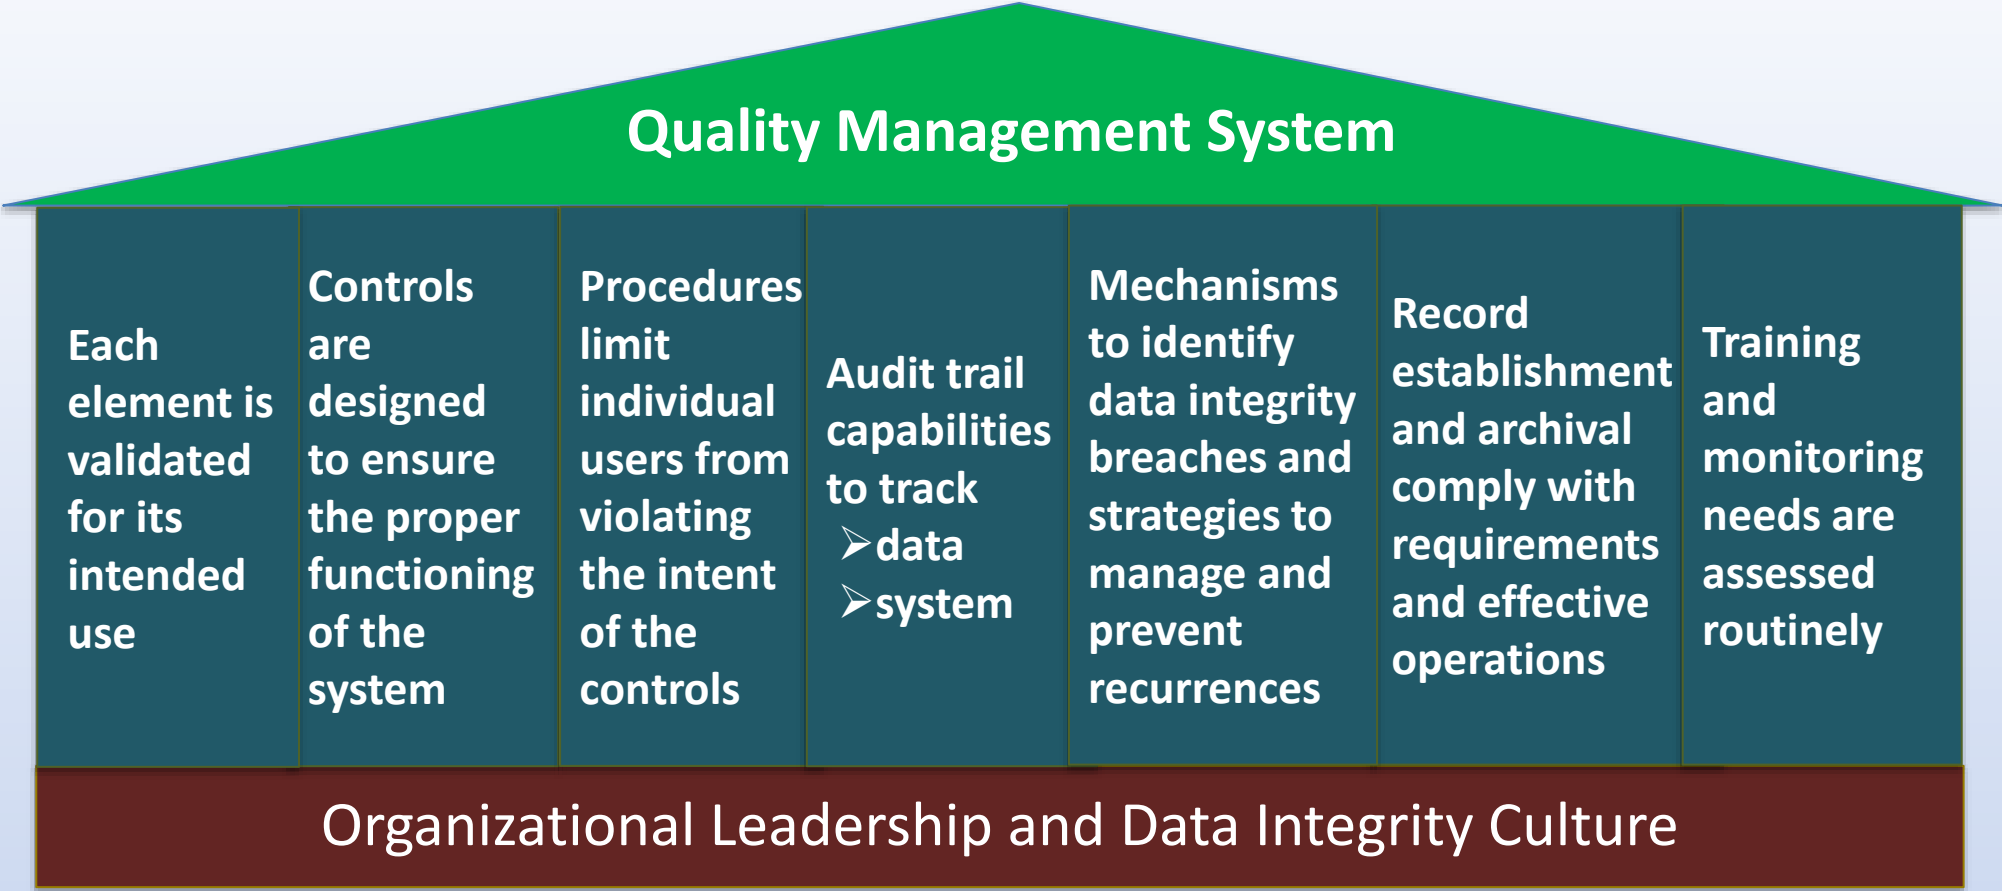 Quality Management System
Each
element is
validated
for its
intended
use
Controls
are
designed
to ensure
the proper
functioning
of the
system
Procedures
limit
individual
users from
violating
the intent
of the
controls
Audit trail
capabilities
to track
➢data
➢system
Mechanisms
to identify
data integrity
breaches and
strategies to
manage and
prevent
recurrences
Record
establishment
and archival
comply with
requirements
and effective
operations
Training
and
monitoring
needs are
assessed
routinely
Organizational Leadership and Data Integrity Culture